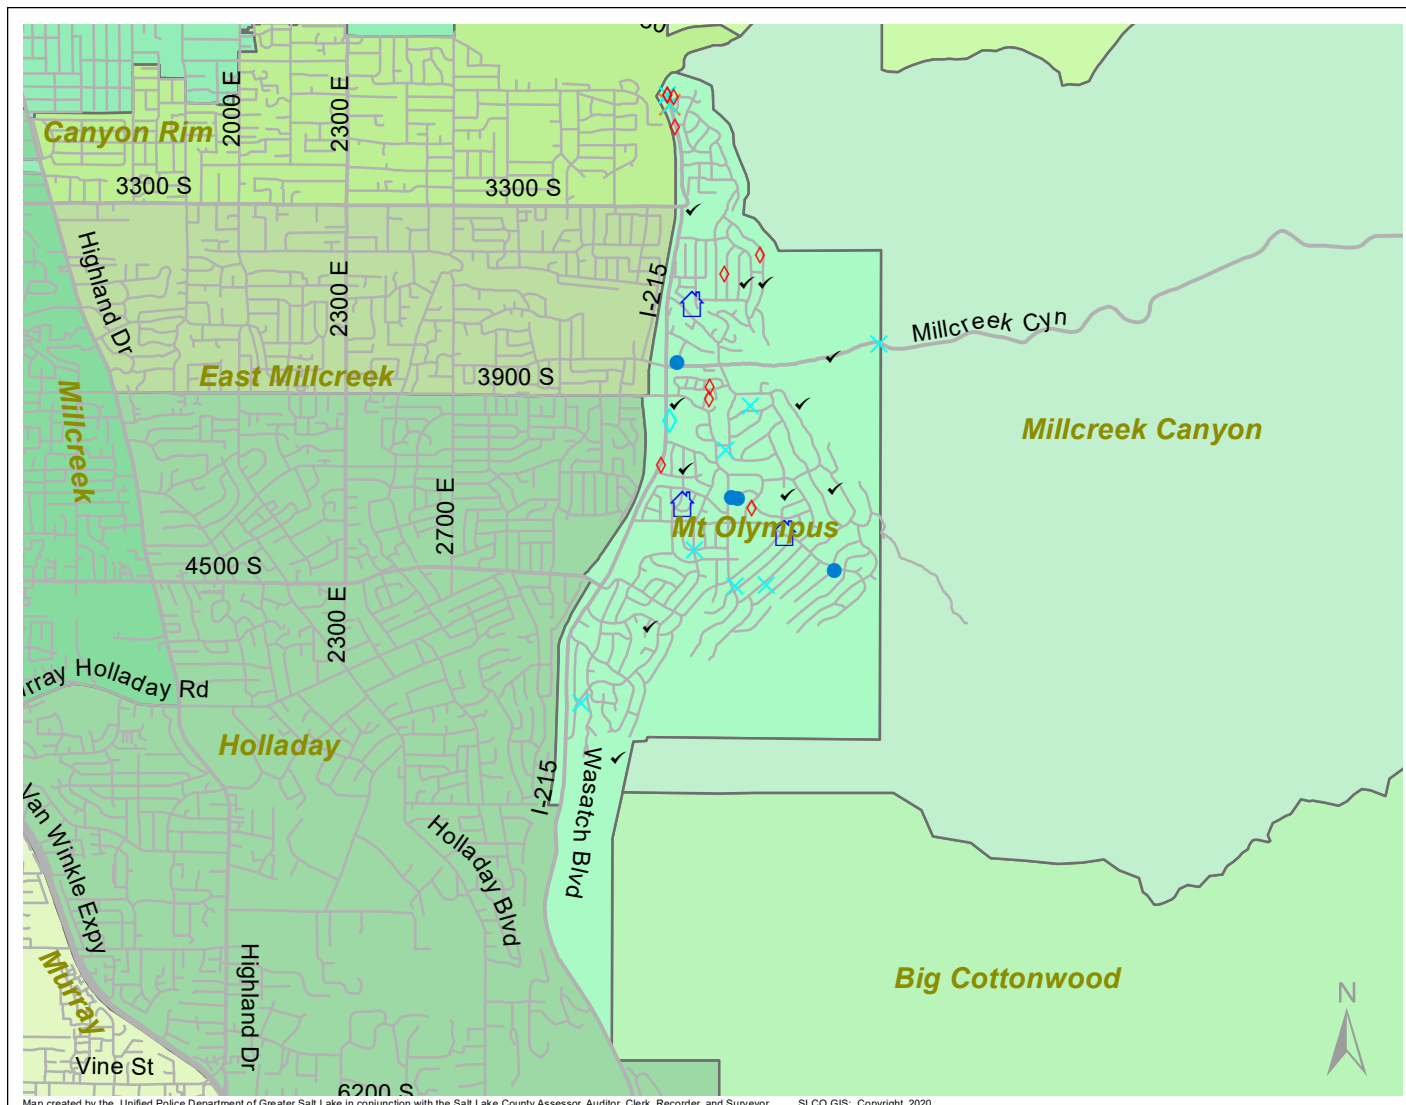 2000 E
2300 E
Canyon Rim
3300 S
3300 S
Highland Dr
2300 E
I-215
Millcreek Cyn
East Millcreek
3900 S
Millcreek
Millcreek Canyon
2700 E
Mt Olympus
4500 S
2300 E
rray Holladay Rd
Holladay
I-215
Wasatch Blvd
Van Winkle Expy
Holladay Blvd
Highland Dr
Murray
Big Cottonwood
N
Vine St
6200 S
Map created by the Unified Police Department of Greater Salt Lake in conjunction with the Salt Lake County Assessor, Auditor, Clerk, Recorder, and Surveyor. SLCO GIS: Copyright 2020